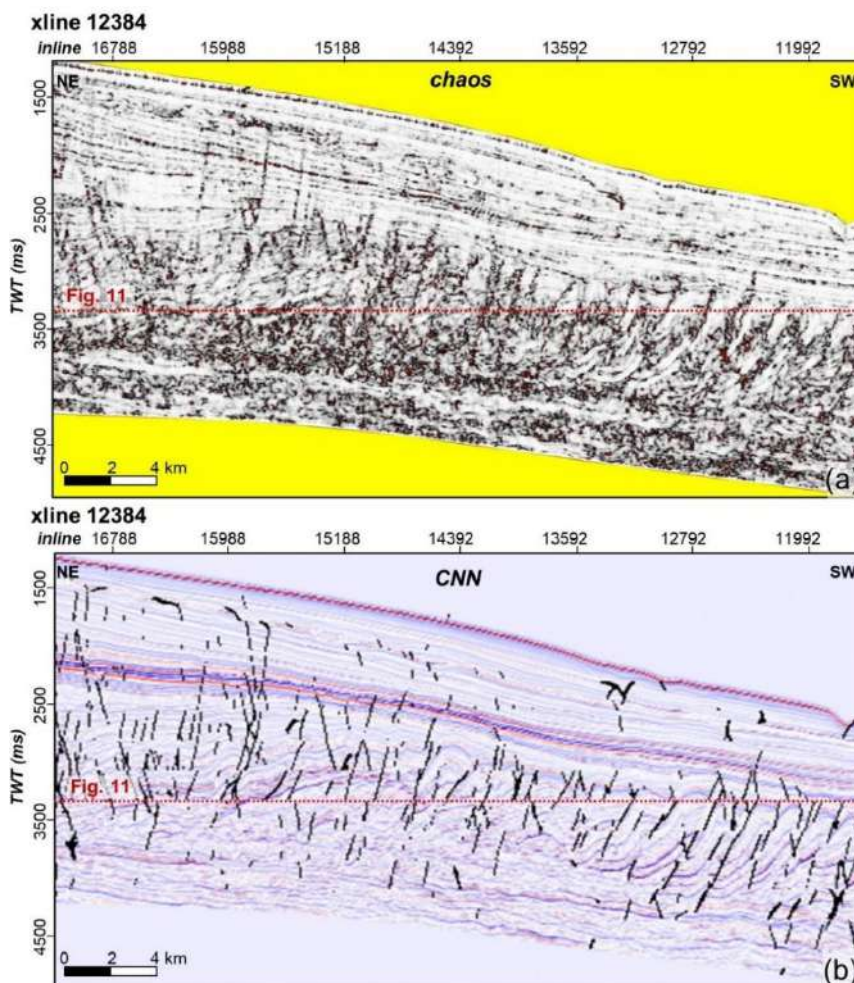 xline 12384
inline 16788 15988 15188 14392 13592 12792 11992
NE chaos SW
1500
2500
TWT (ms)
Fig. 11
3500
4500
0 2 4 km
(a)
xline 12384
inline 16788 15988 15188 14392 13592 12792 11992
NE CNN SW
1500
2500
TWT (ms)
Fig. 11
3500
4500
0 2 4 km
(b)